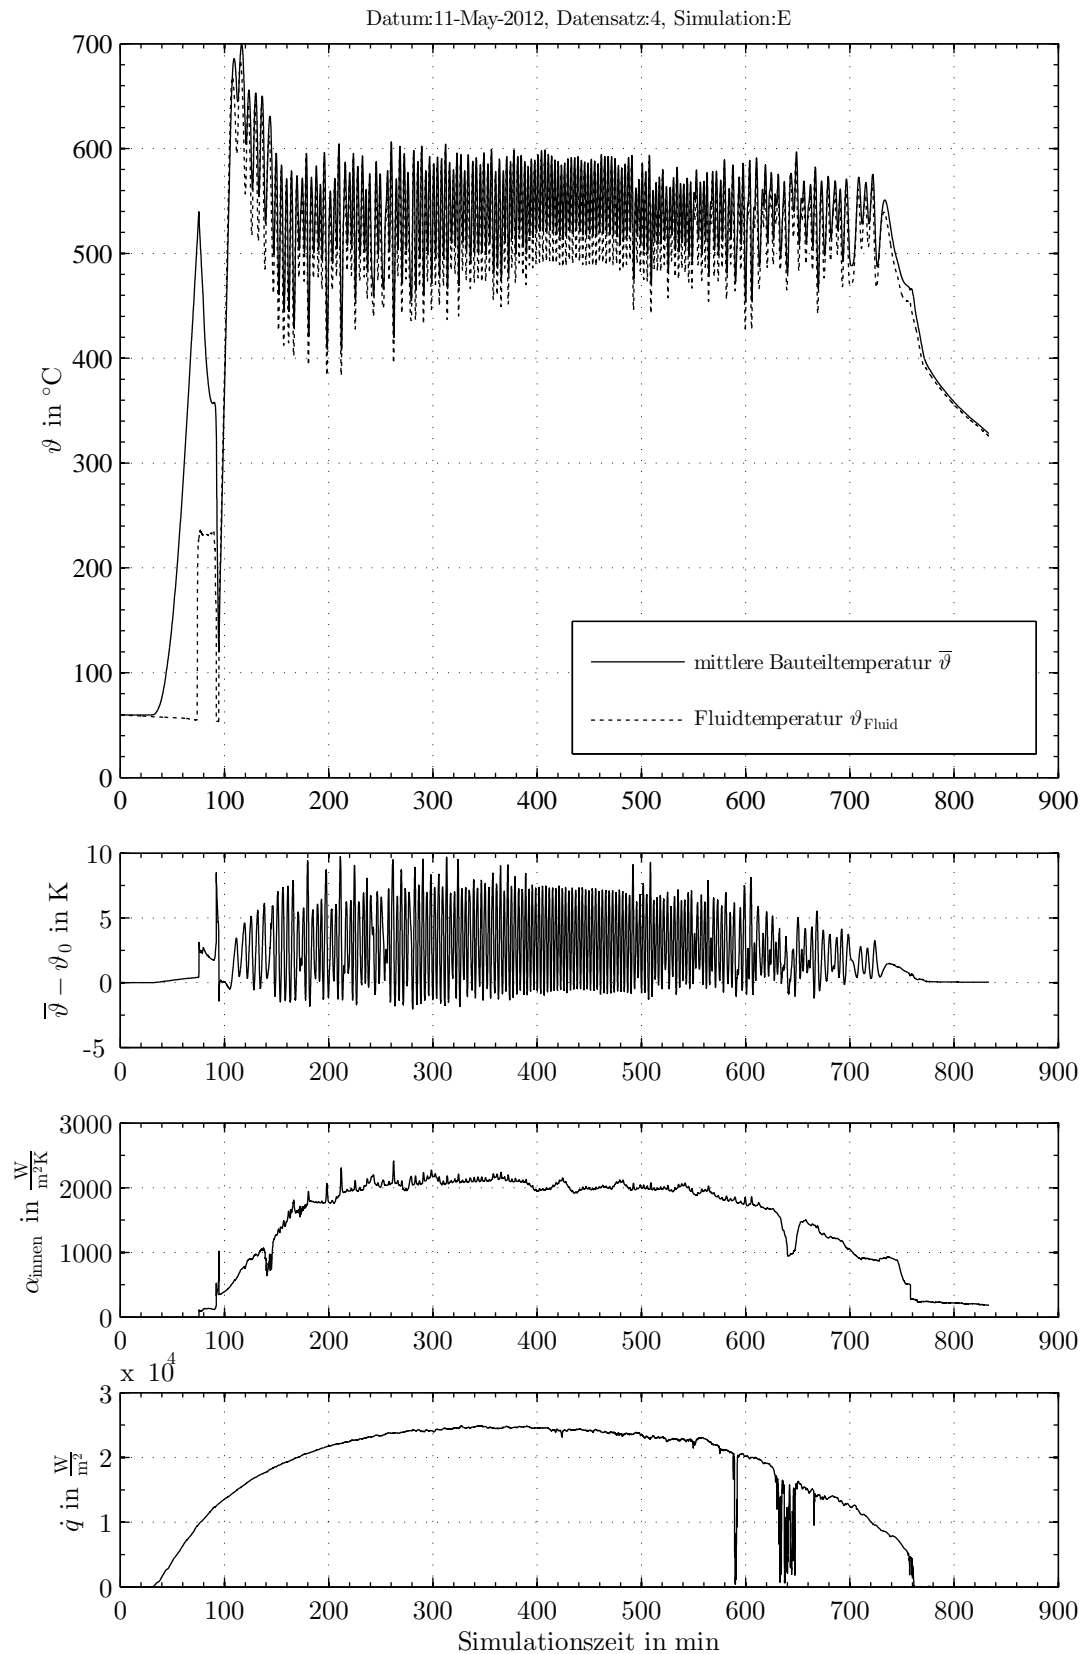 Datum:11-May-2012, Datensatz:4, Simulation:E
700
600
500
400
300
200
100
0
ϑ in °C
mittlere Bauteiltemperatur ϑ̅
Fluidtemperatur ϑ_Fluid
0 100 200 300 400 500 600 700 800 900
10
5
0
-5
ϑ̅ − ϑ₀ in K
0 100 200 300 400 500 600 700 800 900
3000
2000
1000
0
α_innen in W/m²K
0 100 200 300 400 500 600 700 800 900
x 10⁴
3
2
1
0
q̇ in W/m²
0 100 200 300 400 500 600 700 800 900
Simulationszeit in min